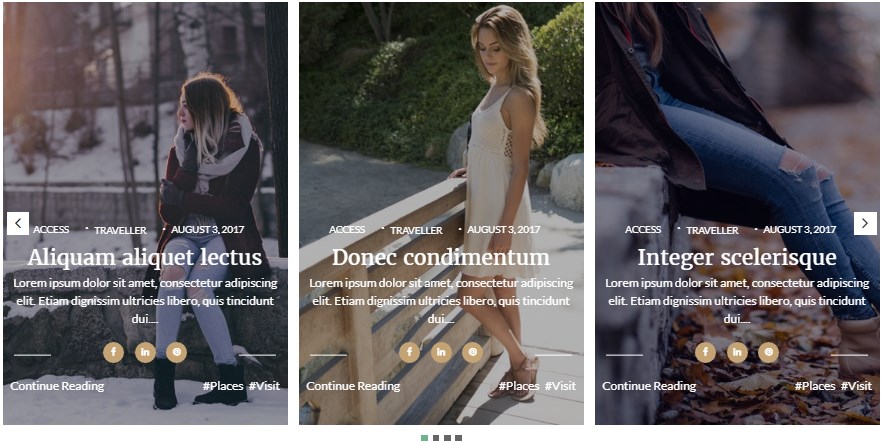 ACCESS · TRAVELLER · AUGUST 3, 2017
Aliquam aliquet lectus
Lorem ipsum dolor sit amet, consectetur adipiscing
elit. Etiam dignissim ultricies libero, quis tincidunt
dui....
Continue Reading #Places #Visit
ACCESS · TRAVELLER · AUGUST 3, 2017
Donec condimentum
Lorem ipsum dolor sit amet, consectetur adipiscing
elit. Etiam dignissim ultricies libero, quis tincidunt
dui....
Continue Reading #Places #Visit
ACCESS · TRAVELLER · AUGUST 3, 2017
Integer scelerisque
Lorem ipsum dolor sit amet, consectetur adipiscing
elit. Etiam dignissim ultricies libero, quis tincidunt
dui....
Continue Reading #Places #Visit